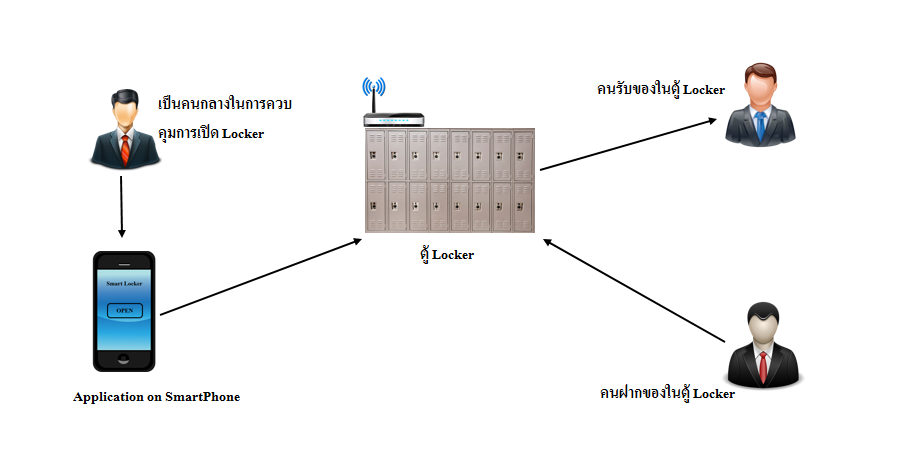 เป็นคนกลางในการควบ
คุมการเปิด Locker
คนรับของในตู้ Locker
ตู้ Locker
Smart Locker
OPEN
Application on SmartPhone
คนฝากของในตู้ Locker